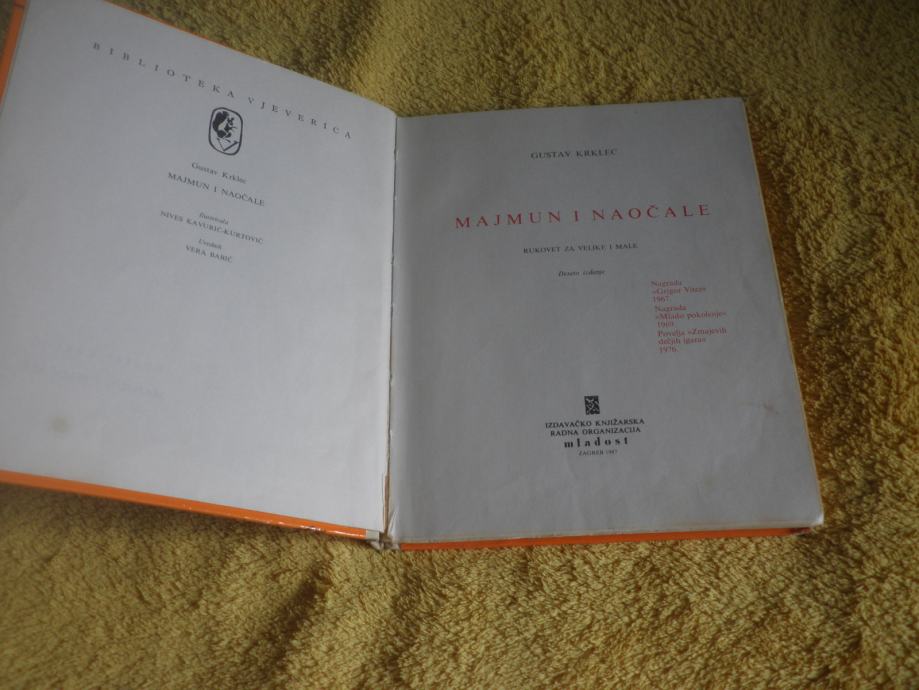 BIBLIOTEKA VJEVERICA
Gustav Krklec
MAJMUN I NAOČALE
Ilustrirala
NIVES KAVURIĆ-KURTOVIĆ
Urednik
VERA BARIĆ
GUSTAV KRKLEC
MAJMUN I NAOČALE
RUKOVET ZA VELIKE I MALE
Deseto izdanje
Nagrada
»Grigor Vitez«
1967.
Nagrada
»Mlado pokoljenje«
1969.
Povelja »Zmajevih
dečjih igara«
1976.
IZDAVAČKO KNJIŽARSKA
RADNA ORGANIZACIJA
mladost
ZAGREB 1987